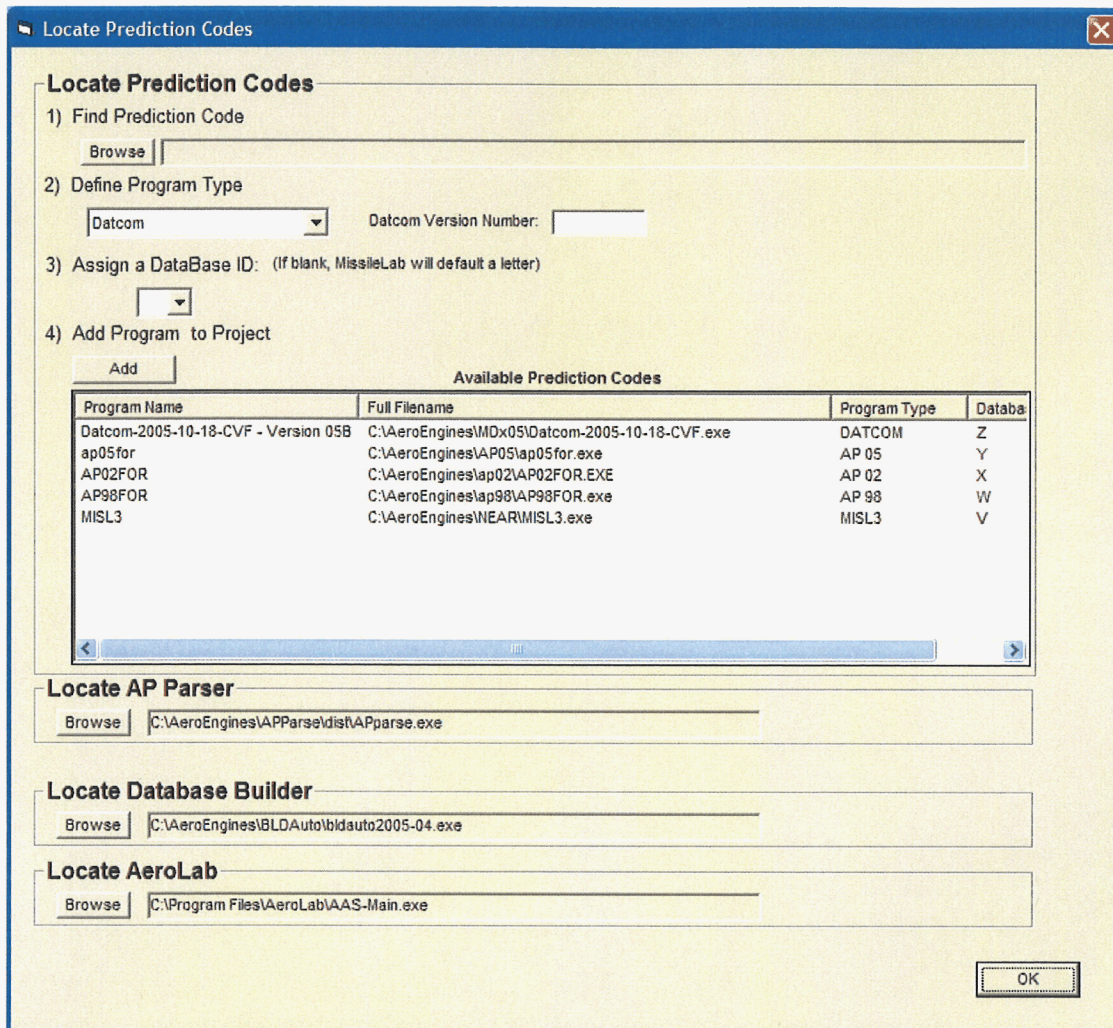 Locate Prediction Codes
Locate Prediction Codes
1) Find Prediction Code
Browse
2) Define Program Type
Datcom Datcom Version Number:
3) Assign a DataBase ID: (If blank, MissileLab will default a letter)
4) Add Program to Project
Add
Available Prediction Codes
Program Name Full Filename Program Type Databa
Datcom-2005-10-18-CVF - Version 05B C:\AeroEngines\MDx05\Datcom-2005-10-18-CVF.exe DATCOM Z
ap05for C:\AeroEngines\AP05\ap05for.exe AP 05 Y
AP02FOR C:\AeroEngines\ap02\AP02FOR.EXE AP 02 X
AP98FOR C:\AeroEngines\ap98\AP98FOR.exe AP 98 W
MISL3 C:\AeroEngines\NEAR\MISL3.exe MISL3 V
Locate AP Parser
Browse C:\AeroEngines\APParse\dist\APparse.exe
Locate Database Builder
Browse C:\AeroEngines\BLDAuto\bldauto2005-04.exe
Locate AeroLab
Browse C:\Program Files\AeroLab\AAS-Main.exe
OK